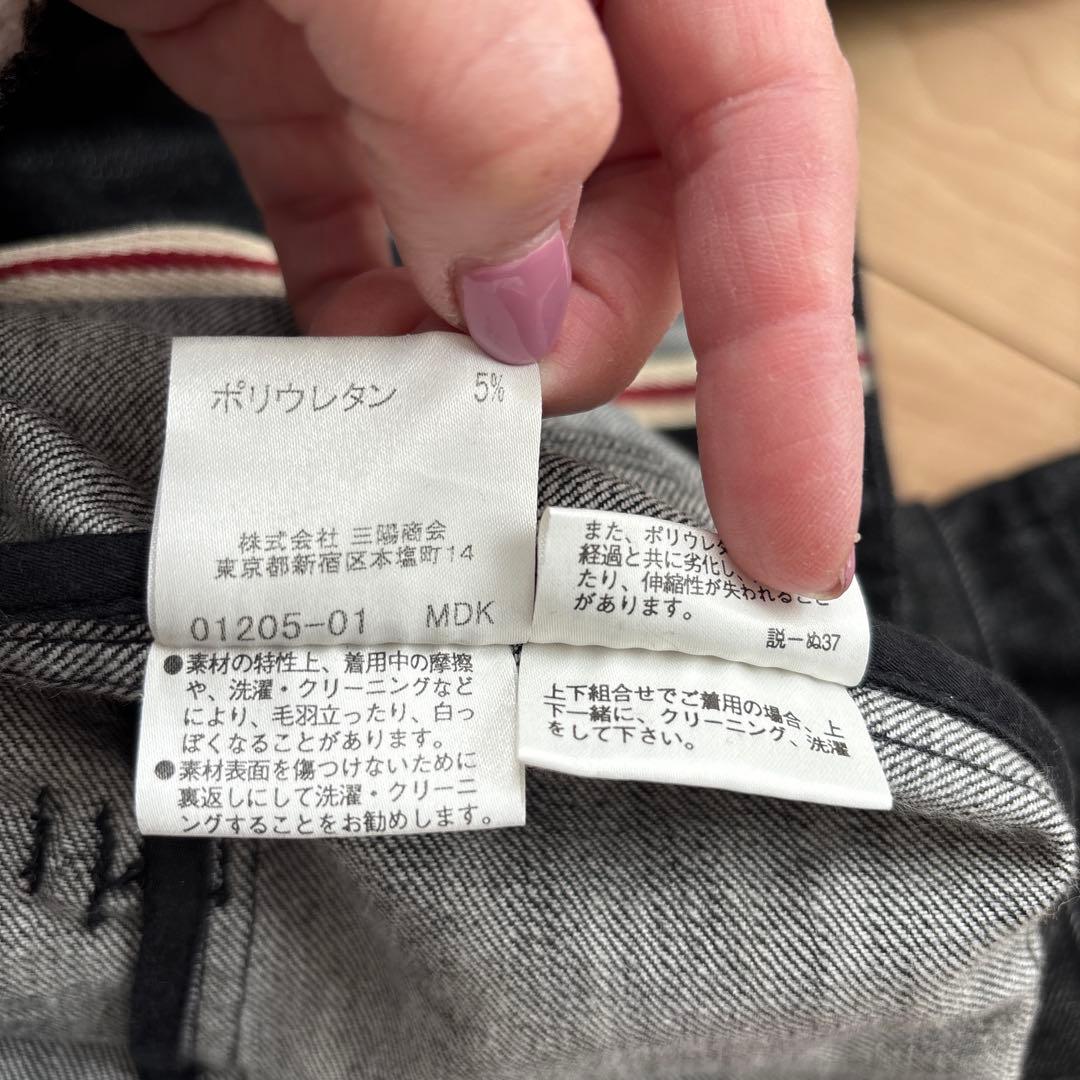 ポリウレタン 5%
株式会社 三陽商会
東京都新宿区本塩町14
01205-01 MDK
●素材の特性上、着用中の摩擦
や、洗濯・クリーニングなど
により、毛羽立ったり、白っ
ぽくなることがあります。
●素材表面を傷つけないために
裏返しにして洗濯・クリーニ
ングすることをお勧めします。
また、ポリウレタ
経過と共に劣化し、
たり、伸縮性が失われること
があります。
説ーぬ37
上下組合せでご着用の場合、上
下一緒に、クリーニング、洗濯
をして下さい。